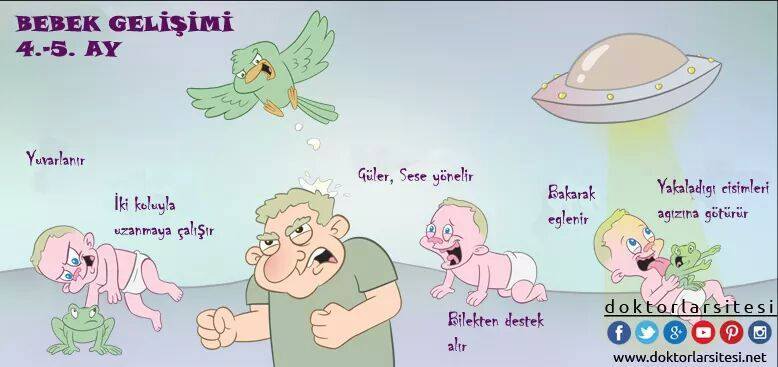 BEBEK GELİŞİMİ
4.-5. AY
Yuvarlanır
İki koluyla
uzanmaya çalışır
Güler, Sese yönelir
Bilekten destek
alır
Bakarak
eglenir
Yakaladıgı cisimleri
agızına götürür
doktorlarsitesi
www.doktorlarsitesi.net